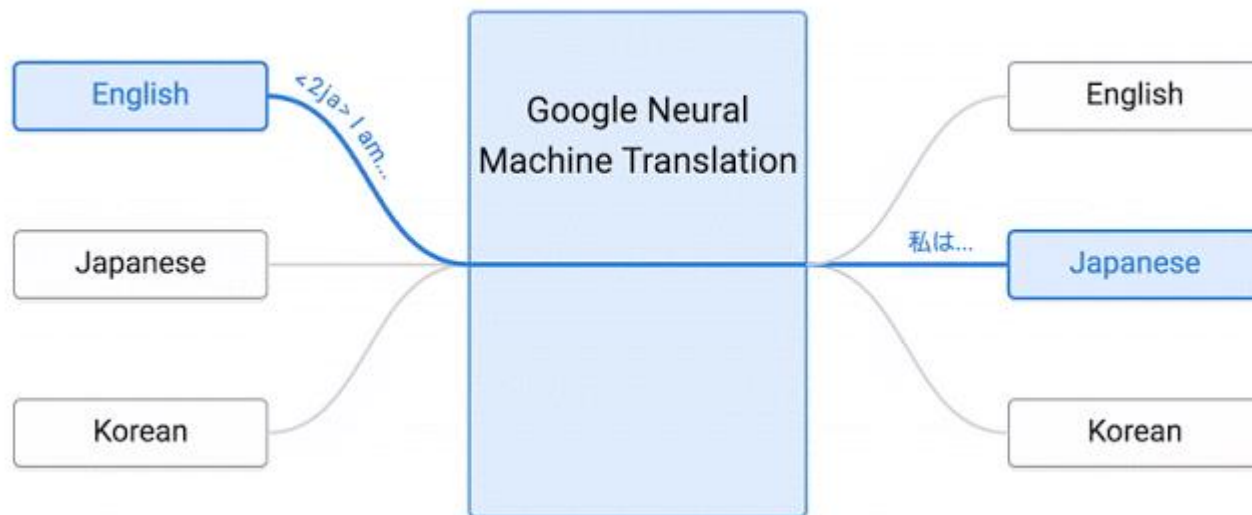 English
Japanese
Korean
<2ja> I am...
Google Neural
Machine Translation
私は...
English
Japanese
Korean